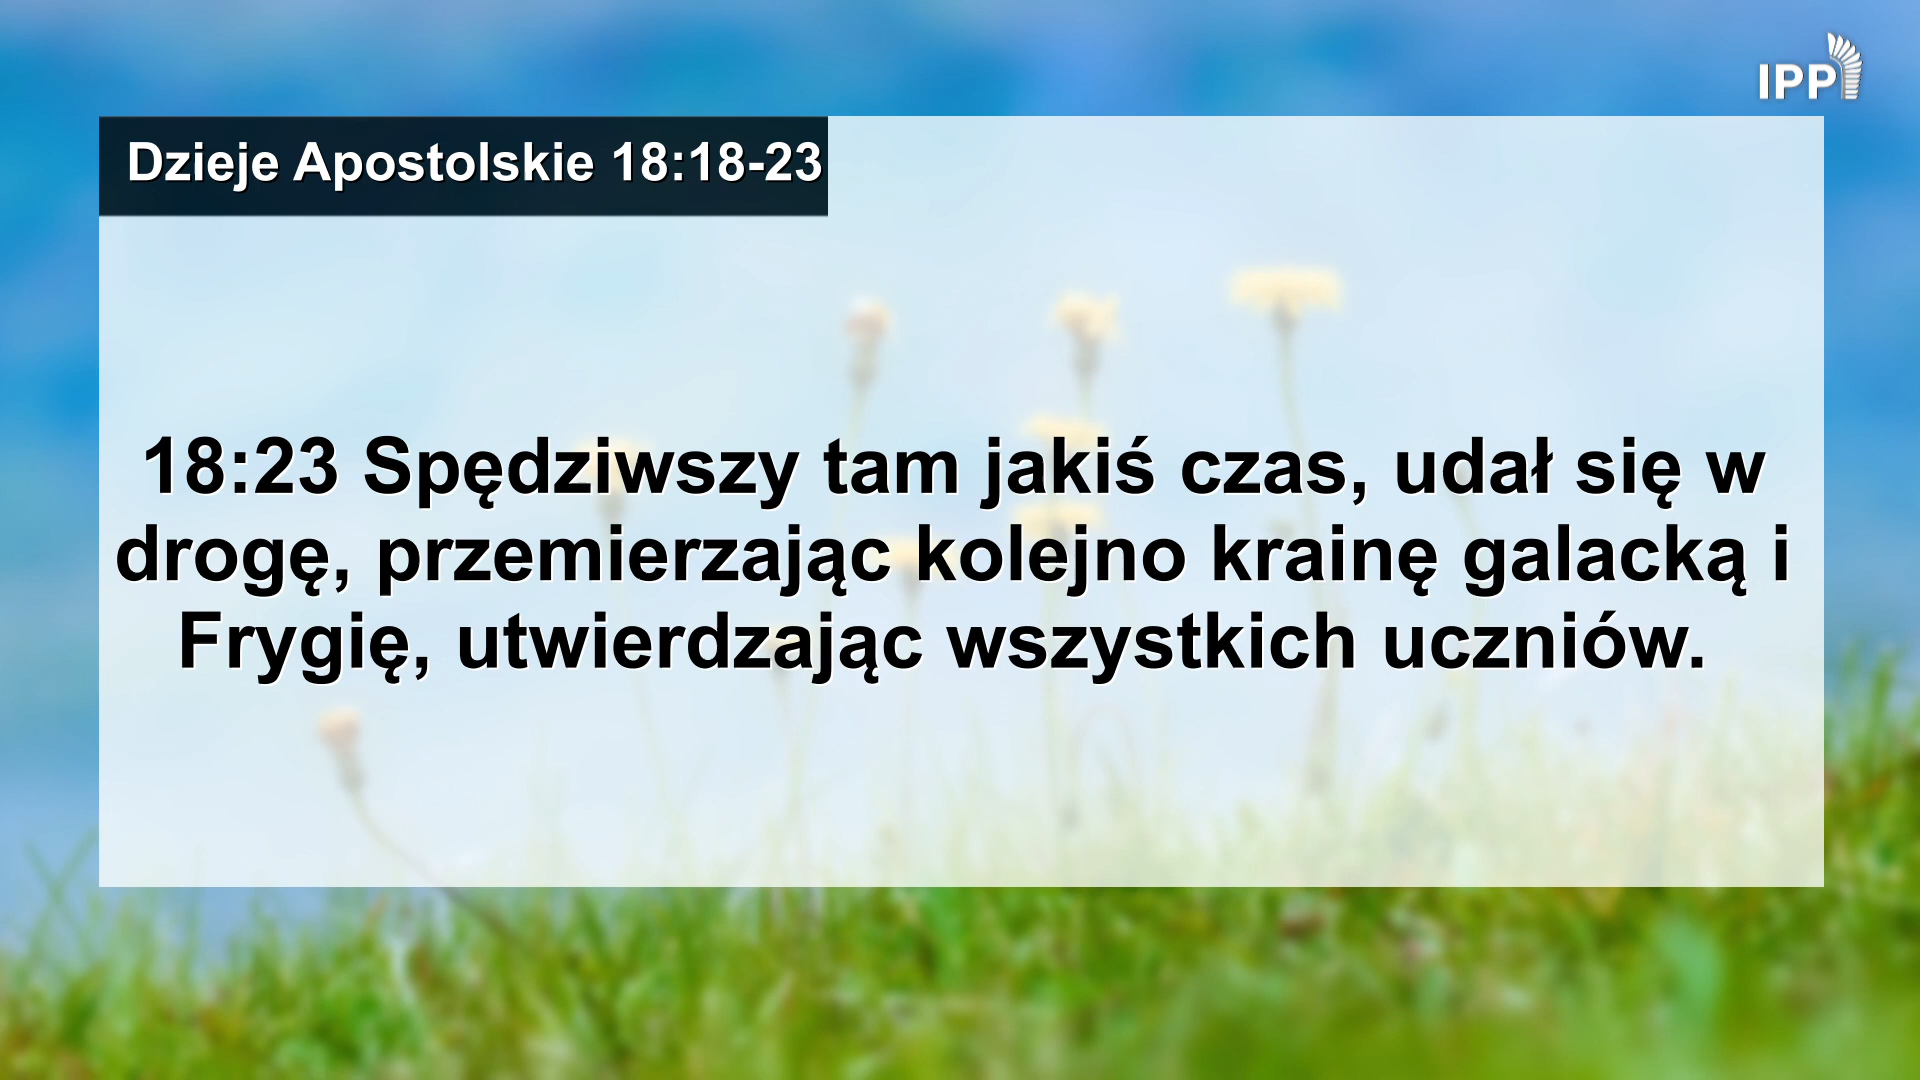 IPP
Dzieje Apostolskie 18:18-23
18:23 Spędziwszy tam jakiś czas, udał się w
drogę, przemierzając kolejno krainę galacką i
Frygię, utwierdzając wszystkich uczniów.